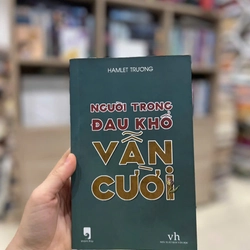 HAMLET TRƯƠNG
NGƯỜI TRONG
ĐAU KHỔ
VẪN
CƯỜI
vh